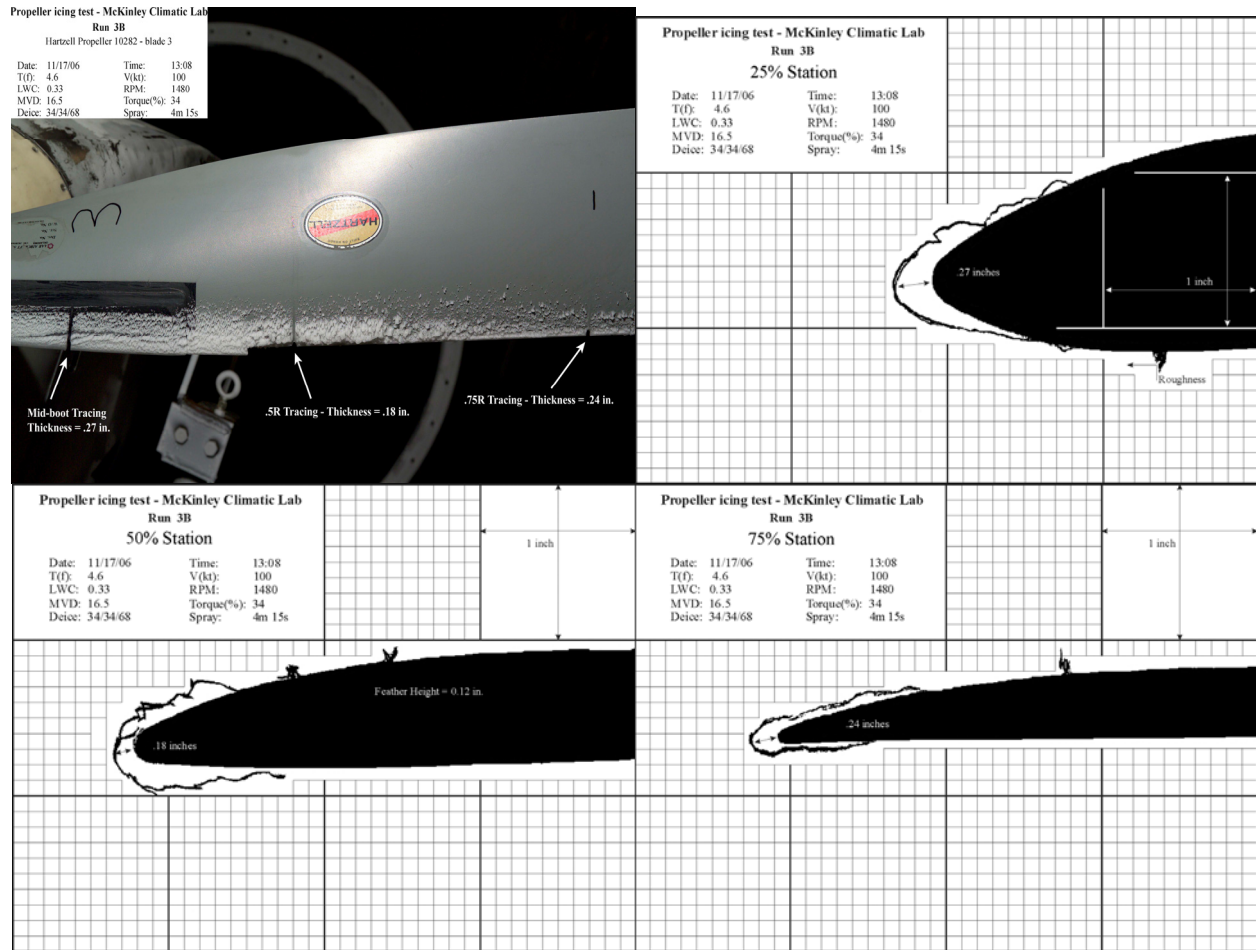 Propeller icing test - McKinley Climatic Lab
Run 3B
Hartzell Propeller 10282 - blade 3
Date: 11/17/06 Time: 13:08
T(f): 4.6 V(kt): 100
LWC: 0.33 RPM: 1480
MVD: 16.5 Torque(%): 34
Deice: 34/34/68 Spray: 4m 15s
HARTZELL
Mid-boot Tracing
Thickness = .27 in.
.5R Tracing - Thickness = .18 in.
.75R Tracing - Thickness = .24 in.
Propeller icing test - McKinley Climatic Lab
Run 3B
25% Station
Date: 11/17/06 Time: 13:08
T(f): 4.6 V(kt): 100
LWC: 0.33 RPM: 1480
MVD: 16.5 Torque(%): 34
Deice: 34/34/68 Spray: 4m 15s
.27 inches
1 inch
Roughness
Propeller icing test - McKinley Climatic Lab
Run 3B
50% Station
Date: 11/17/06 Time: 13:08
T(f): 4.6 V(kt): 100
LWC: 0.33 RPM: 1480
MVD: 16.5 Torque(%): 34
Deice: 34/34/68 Spray: 4m 15s
1 inch
Feather Height = 0.12 in.
.18 inches
Propeller icing test - McKinley Climatic Lab
Run 3B
75% Station
Date: 11/17/06 Time: 13:08
T(f): 4.6 V(kt): 100
LWC: 0.33 RPM: 1480
MVD: 16.5 Torque(%): 34
Deice: 34/34/68 Spray: 4m 15s
1 inch
.24 inches